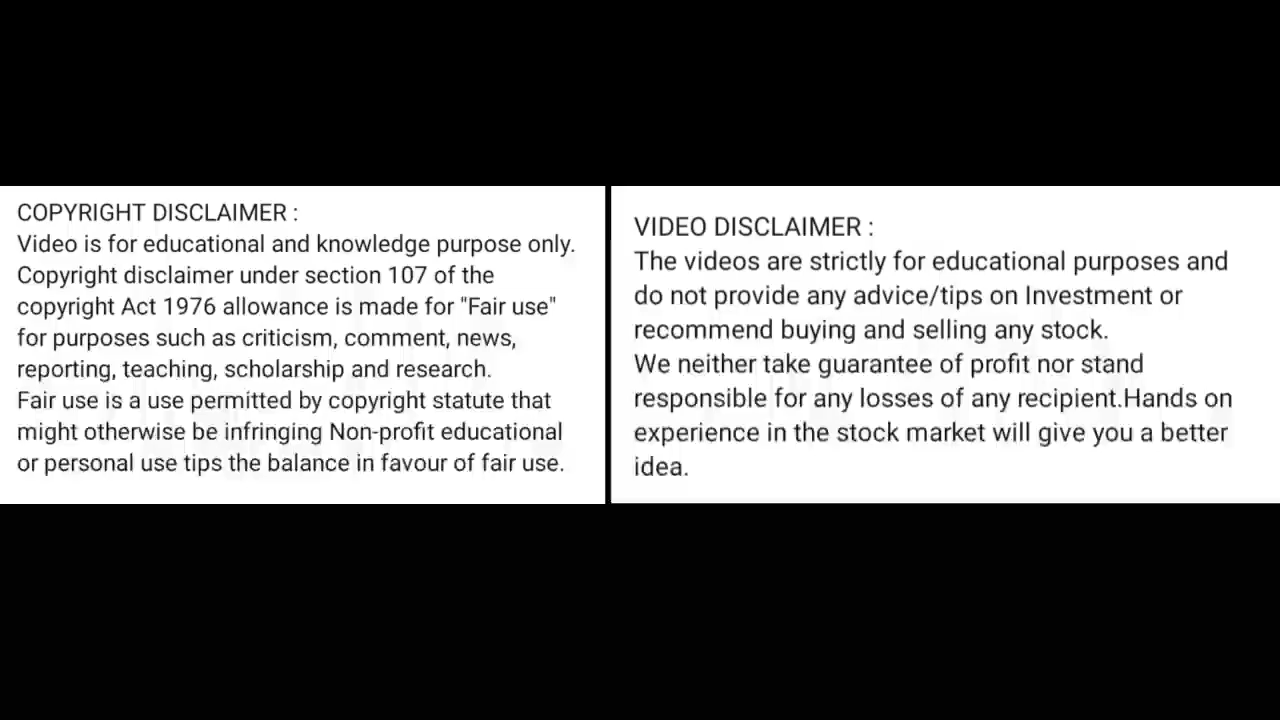 COPYRIGHT DISCLAIMER :
Video is for educational and knowledge purpose only.
Copyright disclaimer under section 107 of the
copyright Act 1976 allowance is made for "Fair use"
for purposes such as criticism, comment, news,
reporting, teaching, scholarship and research.
Fair use is a use permitted by copyright statute that
might otherwise be infringing Non-profit educational
or personal use tips the balance in favour of fair use.
VIDEO DISCLAIMER :
The videos are strictly for educational purposes and
do not provide any advice/tips on Investment or
recommend buying and selling any stock.
We neither take guarantee of profit nor stand
responsible for any losses of any recipient.Hands on
experience in the stock market will give you a better
idea.